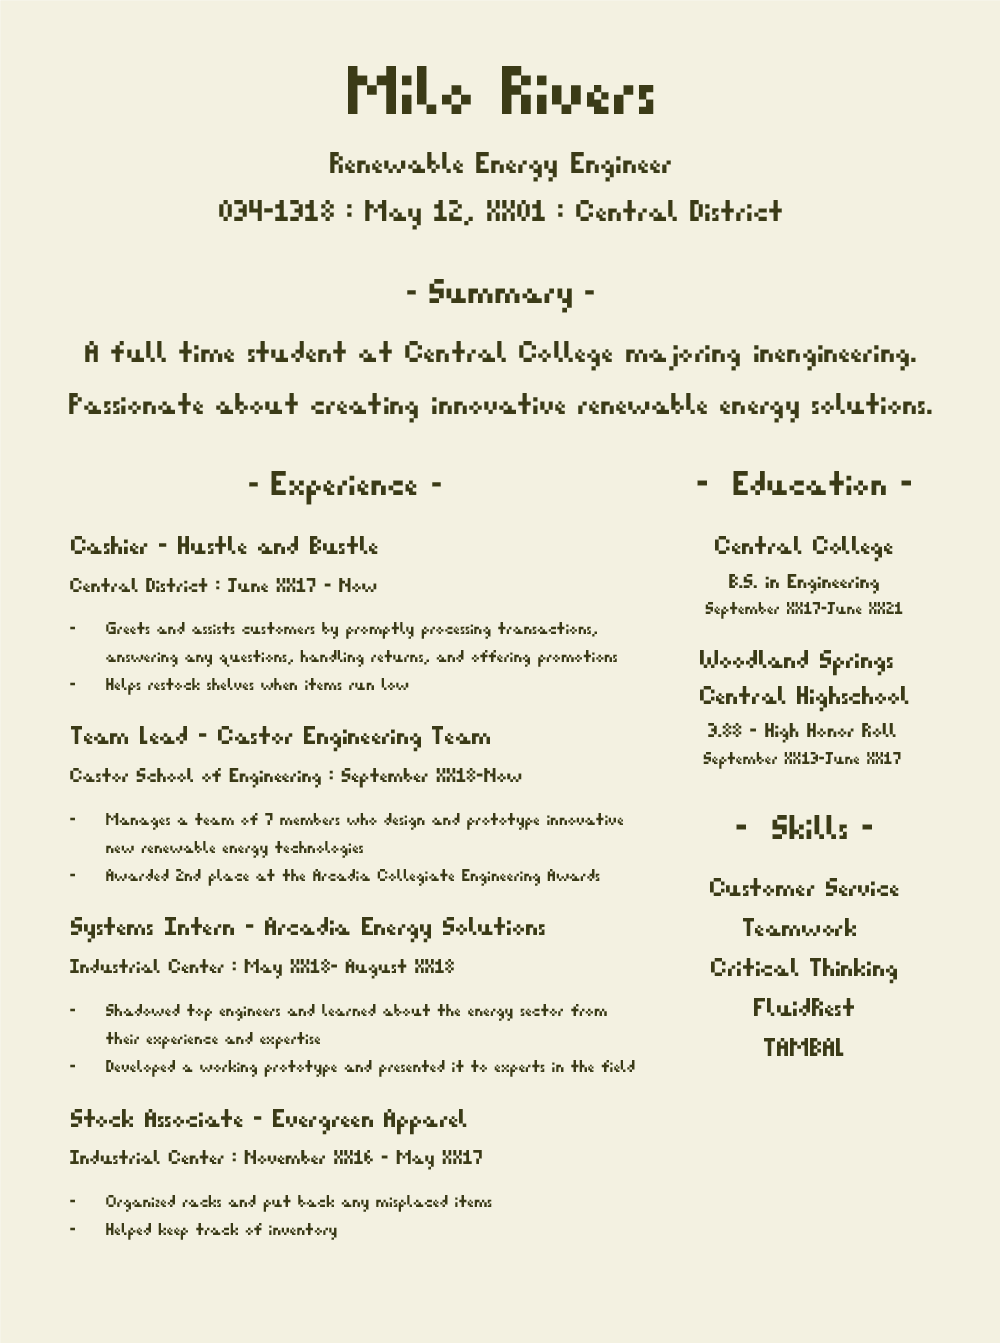 Milo Rivers
Renewable Energy Engineer
034-1318 : May 12, XX01 : Central District
- Summary -
A full time student at Central College majoring inengineering.
Passionate about creating innovative renewable energy solutions.
- Experience -
Cashier - Hustle and Bustle
Central District : June XX17 - Now
- Greets and assists customers by promptly processing transactions,
answering any questions, handling returns, and offering promotions
- Helps restock shelves when items run low
Team Lead - Castor Engineering Team
Castor School of Engineering : September XX18-Now
- Manages a team of 7 members who design and prototype innovative
new renewable energy technologies
- Awarded 2nd place at the Arcadia Collegiate Engineering Awards
Systems Intern - Arcadia Energy Solutions
Industrial Center : May XX18- August XX18
- Shadowed top engineers and learned about the energy sector from
their experience and expertise
- Developed a working prototype and presented it to experts in the field
Stock Associate - Evergreen Apparel
Industrial Center : November XX16 - May XX17
- Organized racks and put back any misplaced items
- Helped keep track of inventory
- Education -
Central College
B.S. in Engineering
September XX17-June XX21
Woodland Springs
Central Highschool
3.88 - High Honor Roll
September XX13-June XX17
- Skills -
Customer Service
Teamwork
Critical Thinking
FluidRest
TAMBAL